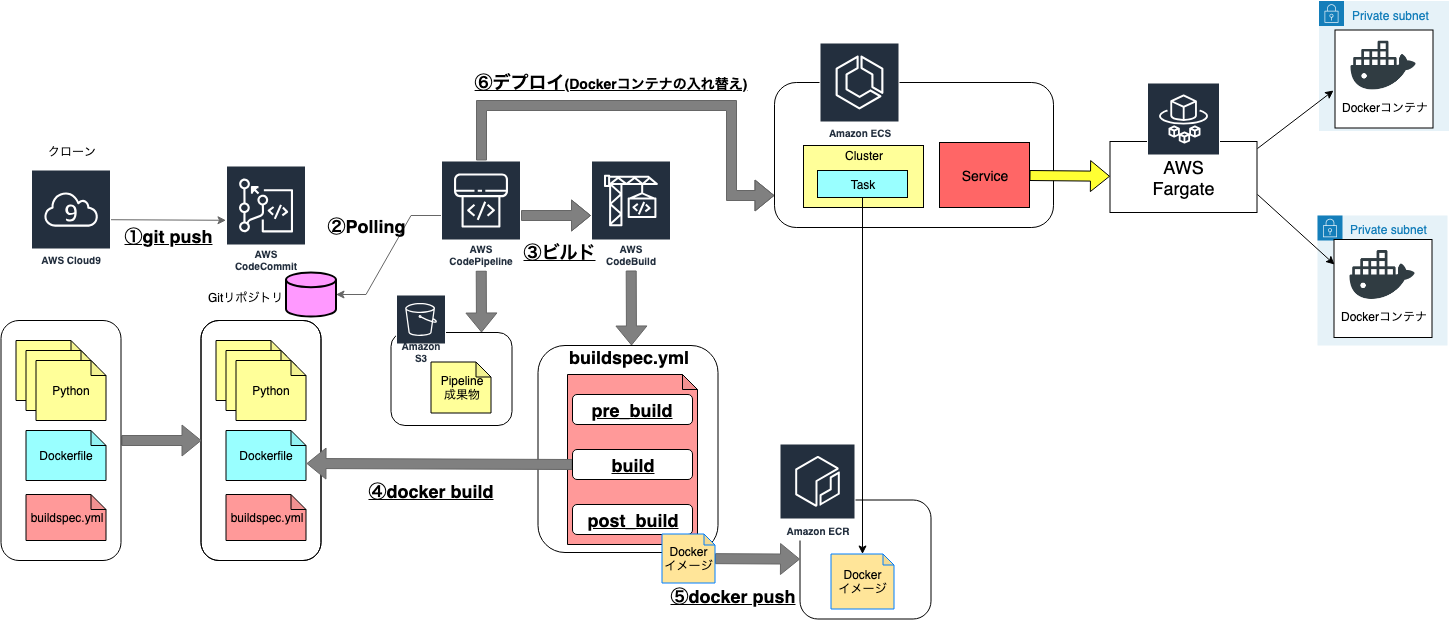 クローン
9
AWS Cloud9
①git push
AWS
CodeCommit
Gitリポジトリ
②Polling
⑥デプロイ(Dockerコンテナの入れ替え)
AWS
CodePipeline
③ビルド
AWS
CodeBuild
Amazon
S3
Pipeline
成果物
Python
Dockerfile
buildspec.yml
Python
Dockerfile
buildspec.yml
④docker build
buildspec.yml
pre_build
build
post_build
Docker
イメージ
⑤docker push
Amazon ECR
Docker
イメージ
Amazon ECS
Cluster
Task
Service
AWS
Fargate
Private subnet
Dockerコンテナ
Private subnet
Dockerコンテナ